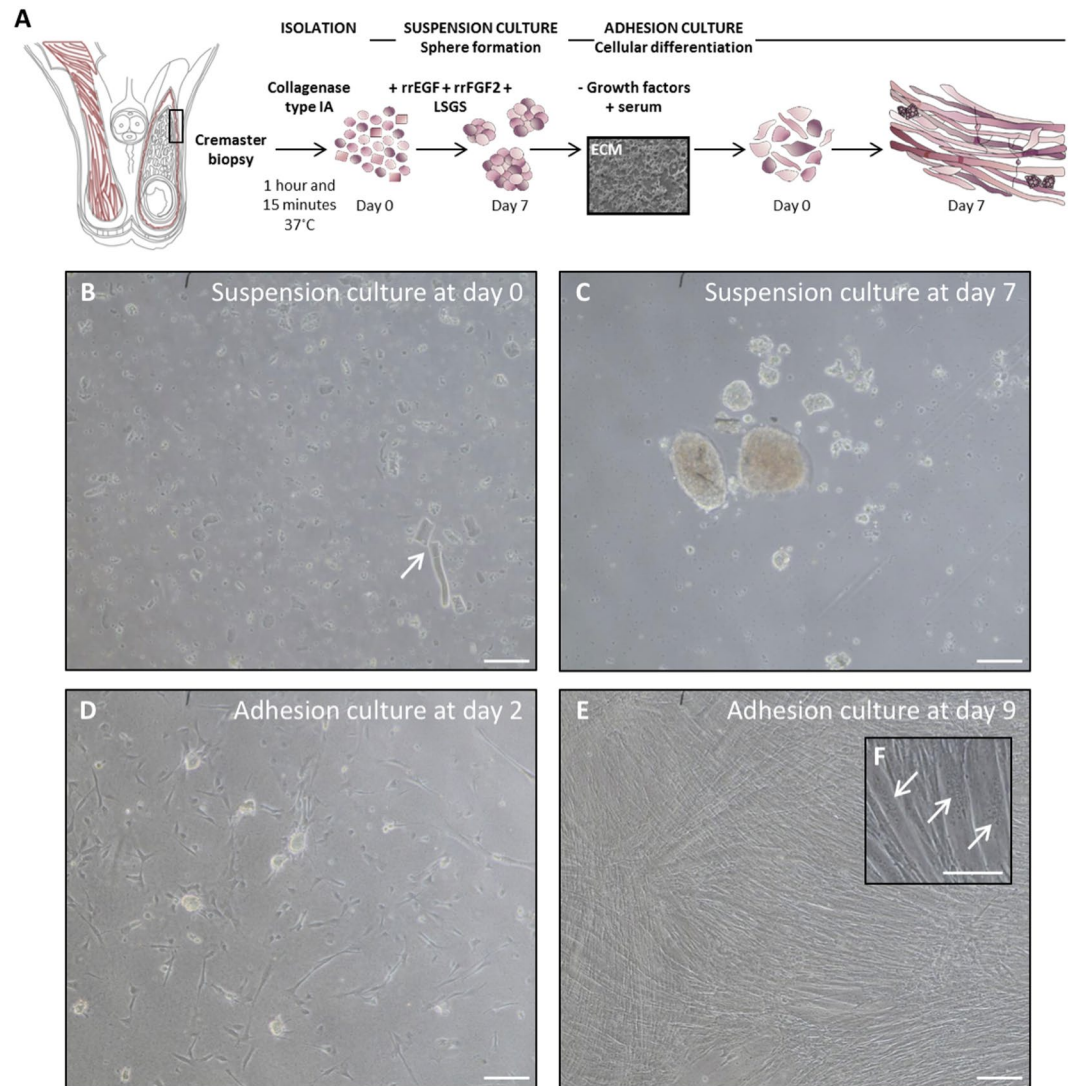 A
ISOLATION
SUSPENSION CULTURE
Sphere formation
ADHESION CULTURE
Cellular differentiation
Cremaster
biopsy
Collagenase
type IA
1 hour and
15 minutes
37˚C
+ rrEGF + rrFGF2 +
LSGS
Day 0
Day 7
- Growth factors
+ serum
ECM
Day 0
Day 7
B
Suspension culture at day 0
C
Suspension culture at day 7
D
Adhesion culture at day 2
E
Adhesion culture at day 9
F